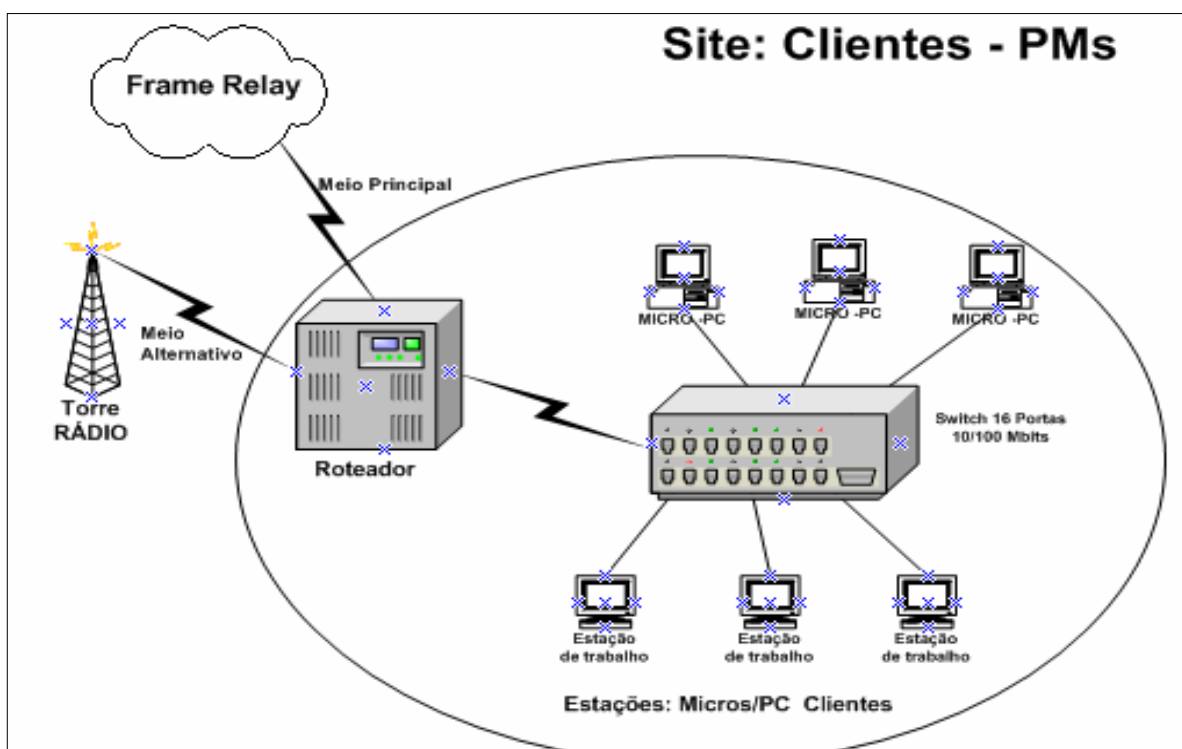 Site: Clientes - PMs
Frame Relay
Meio Principal
Meio
Alternativo
Torre
RÁDIO
Roteador
MICRO -PC
MICRO -PC
MICRO -PC
Switch 16 Portas
10/100 Mbits
Estação
de trabalho
Estação
de trabalho
Estação
de trabalho
Estações: Micros/PC Clientes